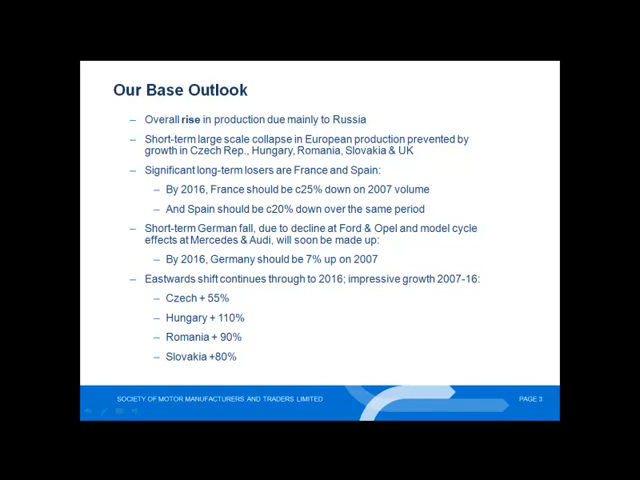 Our Base Outlook
– Overall rise in production due mainly to Russia
– Short-term large scale collapse in European production prevented by
growth in Czech Rep., Hungary, Romania, Slovakia & UK
– Significant long-term losers are France and Spain:
– By 2016, France should be c25% down on 2007 volume
– And Spain should be c20% down over the same period
– Short-term German fall, due to decline at Ford & Opel and model cycle
effects at Mercedes & Audi, will soon be made up:
– By 2016, Germany should be 7% up on 2007
– Eastwards shift continues through to 2016; impressive growth 2007-16:
– Czech + 55%
– Hungary + 110%
– Romania + 90%
– Slovakia +80%
SOCIETY OF MOTOR MANUFACTURERS AND TRADERS LIMITED
PAGE 3